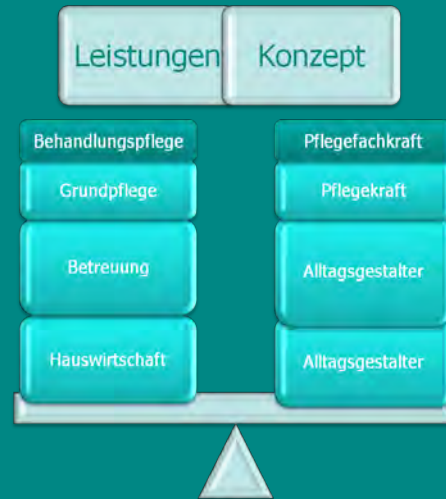 Leistungen Konzept
Behandlungspflege Pflegefachkraft
Grundpflege Pflegekraft
Betreuung Alltagsgestalter
Hauswirtschaft Alltagsgestalter